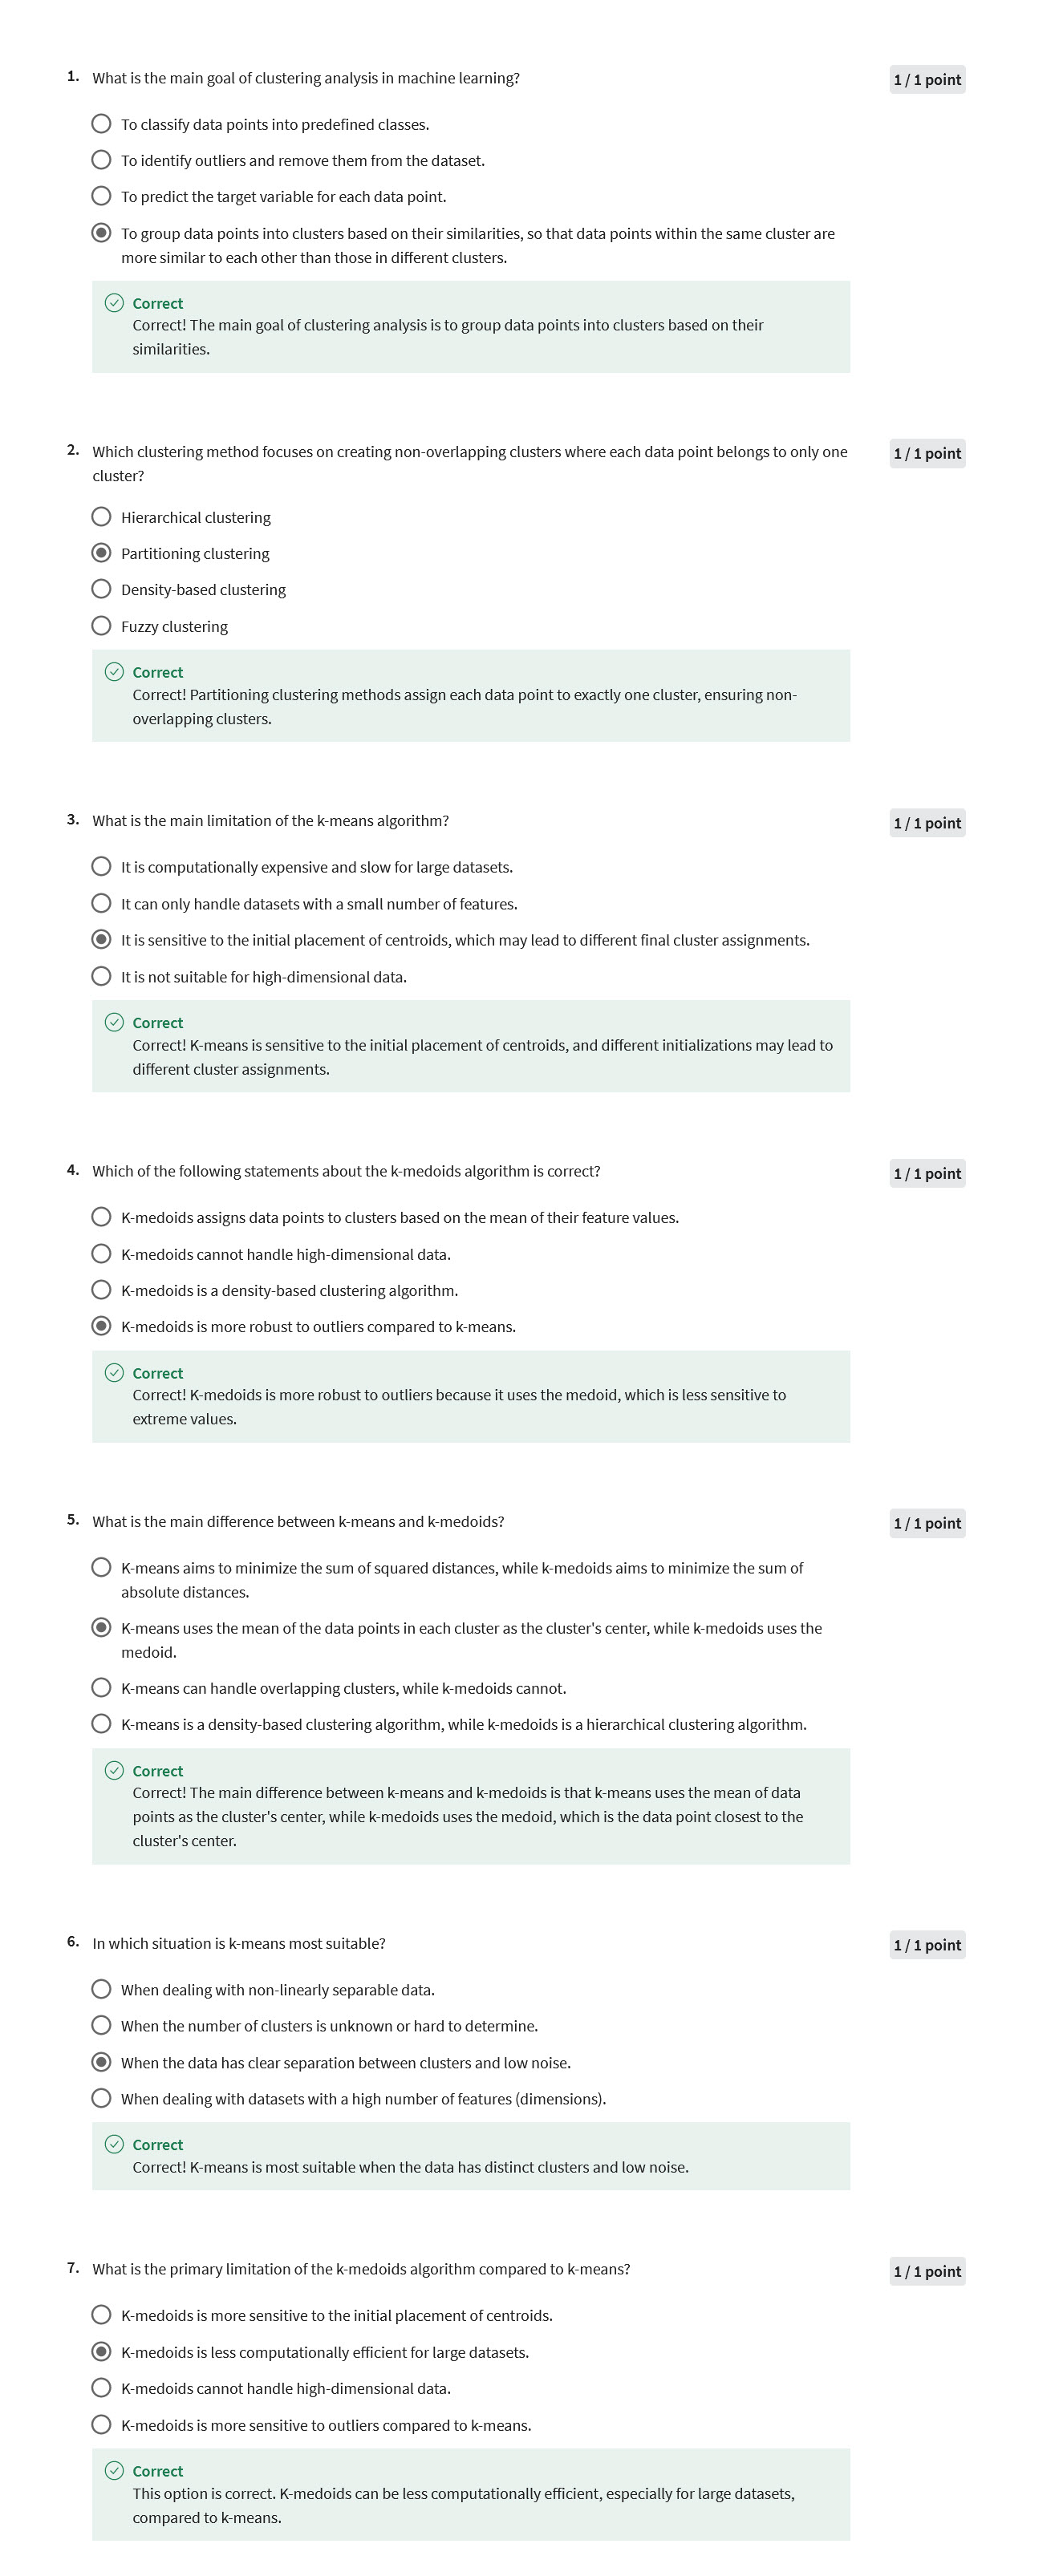 1. What is the main goal of clustering analysis in machine learning?
1 / 1 point
To classify data points into predefined classes.
To identify outliers and remove them from the dataset.
To predict the target variable for each data point.
To group data points into clusters based on their similarities, so that data points within the same cluster are
more similar to each other than those in different clusters.
Correct
Correct! The main goal of clustering analysis is to group data points into clusters based on their
similarities.
2. Which clustering method focuses on creating non-overlapping clusters where each data point belongs to only one
cluster?
1 / 1 point
Hierarchical clustering
Partitioning clustering
Density-based clustering
Fuzzy clustering
Correct
Correct! Partitioning clustering methods assign each data point to exactly one cluster, ensuring non-
overlapping clusters.
3. What is the main limitation of the k-means algorithm?
1 / 1 point
It is computationally expensive and slow for large datasets.
It can only handle datasets with a small number of features.
It is sensitive to the initial placement of centroids, which may lead to different final cluster assignments.
It is not suitable for high-dimensional data.
Correct
Correct! K-means is sensitive to the initial placement of centroids, and different initializations may lead to
different cluster assignments.
4. Which of the following statements about the k-medoids algorithm is correct?
1 / 1 point
K-medoids assigns data points to clusters based on the mean of their feature values.
K-medoids cannot handle high-dimensional data.
K-medoids is a density-based clustering algorithm.
K-medoids is more robust to outliers compared to k-means.
Correct
Correct! K-medoids is more robust to outliers because it uses the medoid, which is less sensitive to
extreme values.
5. What is the main difference between k-means and k-medoids?
1 / 1 point
K-means aims to minimize the sum of squared distances, while k-medoids aims to minimize the sum of
absolute distances.
K-means uses the mean of the data points in each cluster as the cluster's center, while k-medoids uses the
medoid.
K-means can handle overlapping clusters, while k-medoids cannot.
K-means is a density-based clustering algorithm, while k-medoids is a hierarchical clustering algorithm.
Correct
Correct! The main difference between k-means and k-medoids is that k-means uses the mean of data
points as the cluster's center, while k-medoids uses the medoid, which is the data point closest to the
cluster's center.
6. In which situation is k-means most suitable?
1 / 1 point
When dealing with non-linearly separable data.
When the number of clusters is unknown or hard to determine.
When the data has clear separation between clusters and low noise.
When dealing with datasets with a high number of features (dimensions).
Correct
Correct! K-means is most suitable when the data has distinct clusters and low noise.
7. What is the primary limitation of the k-medoids algorithm compared to k-means?
1 / 1 point
K-medoids is more sensitive to the initial placement of centroids.
K-medoids is less computationally efficient for large datasets.
K-medoids cannot handle high-dimensional data.
K-medoids is more sensitive to outliers compared to k-means.
Correct
This option is correct. K-medoids can be less computationally efficient, especially for large datasets,
compared to k-means.